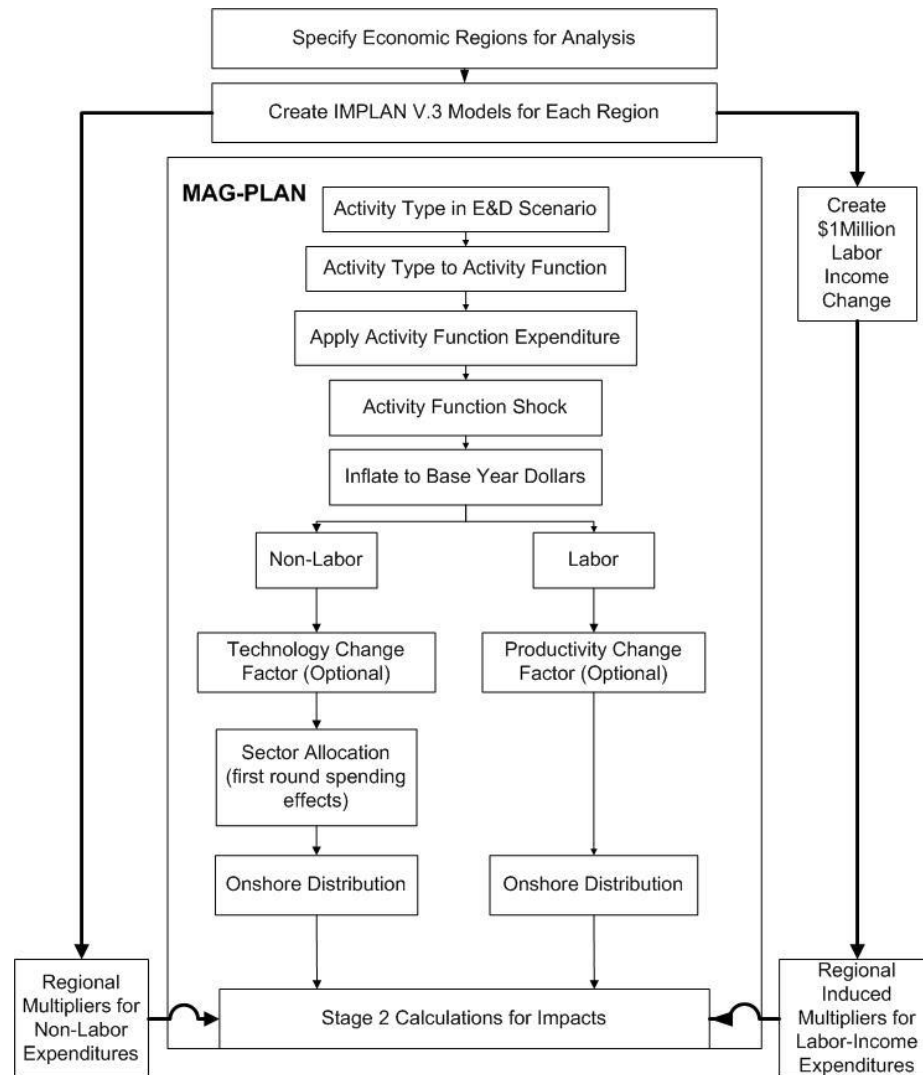 Specify Economic Regions for Analysis
Create IMPLAN V.3 Models for Each Region
MAG-PLAN
Activity Type in E&D Scenario
Create
$1Million
Labor
Income
Change
Activity Type to Activity Function
Apply Activity Function Expenditure
Activity Function Shock
Inflate to Base Year Dollars
Non-Labor
Labor
Technology Change
Factor (Optional)
Productivity Change
Factor (Optional)
Sector Allocation
(first round spending
effects)
Onshore Distribution
Onshore Distribution
Regional
Multipliers for
Non-Labor
Expenditures
Stage 2 Calculations for Impacts
Regional
Induced
Multipliers for
Labor-Income
Expenditures